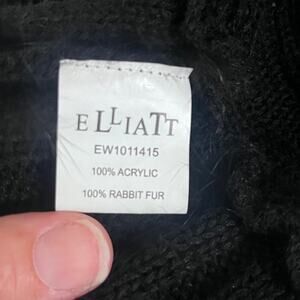 ELLIATT
EW1011415
100% ACRYLIC
100% RABBIT FUR